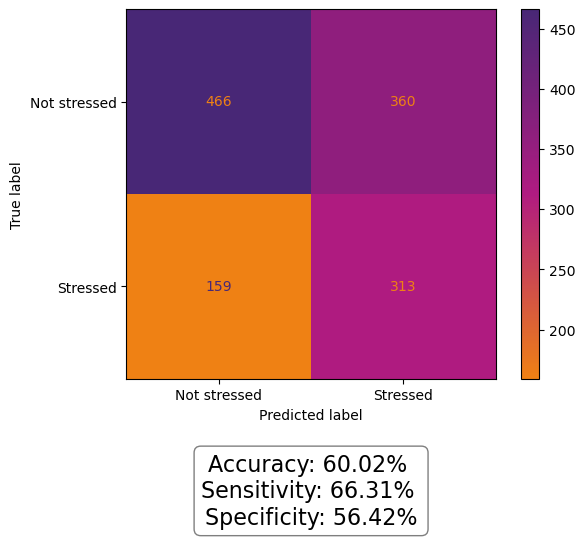 Not stressed
Stressed
True label
466
360
159
313
Not stressed
Stressed
Predicted label
450
400
350
300
250
200
Accuracy: 60.02%
Sensitivity: 66.31%
Specificity: 56.42%